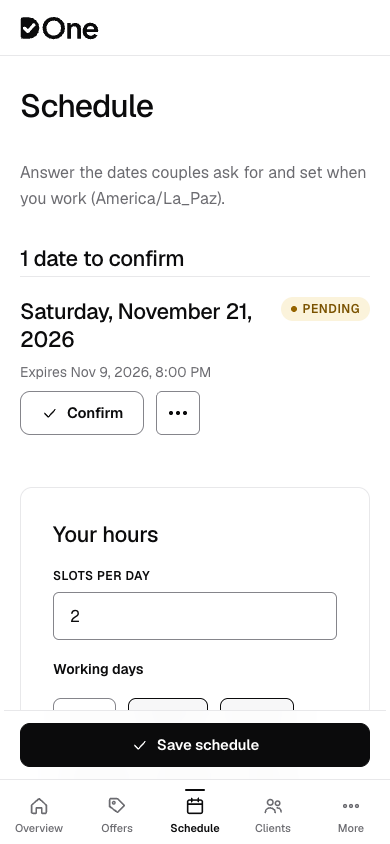 DOne
Schedule
Answer the dates couples ask for and set when
you work (America/La_Paz).
1 date to confirm
Saturday, November 21,
2026
PENDING
Expires Nov 9, 2026, 8:00 PM
Confirm
Your hours
SLOTS PER DAY
2
Working days
Save schedule
Overview
Offers
Schedule
Clients
More